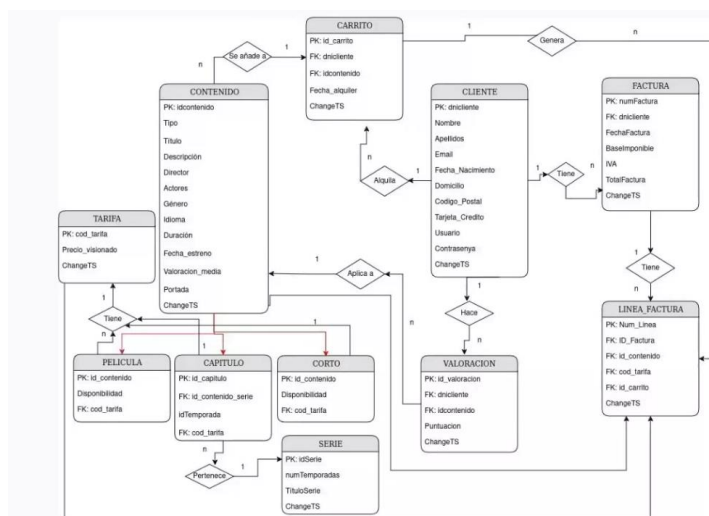 CARRITO
PK: id_carrito
FK: dnicliente
FK: idcontenido
Fecha_alquiler
ChangeTS
1
Genera
n
n
Se añade a
1
CONTENIDO
PK: idcontenido
Tipo
Título
Descripción
Director
Actores
Género
Idioma
Duración
Fecha_estreno
Valoracion_media
Portada
ChangeTS
CLIENTE
PK: dnicliente
Nombre
Apellidos
Email
Fecha_Nacimiento
Domicilio
Codigo_Postal
Tarjeta_Credito
Usuario
Contrasenya
ChangeTS
FACTURA
PK: numFactura
FK: dnicliente
FechaFactura
BaseImponible
IVA
TotalFactura
ChangeTS
n
Alquila
1
1
Tiene
n
TARIFA
PK: cod_tarifa
Precio_visionado
ChangeTS
1
Aplica a
n
1
Tiene
n
1
Hace
n
1
Tiene
n
1
1
PELICULA
PK: id_contenido
Disponibilidad
FK: cod_tarifa
CAPITULO
PK: id_capitulo
FK: id_contenido_serie
idTemporada
FK: cod_tarifa
CORTO
PK: id_contenido
Disponibilidad
FK: cod_tarifa
VALORACION
PK: id_valoracion
FK: dnicliente
FK: idcontenido
Puntuacion
ChangeTS
LINEA_FACTURA
PK: Num_Linea
FK: ID_Factura
FK: id_contenido
FK: cod_tarifa
FK: id_carrito
ChangeTS
n
Pertenece
1
SERIE
PK: idSerie
numTemporadas
TituloSerie
ChangeTS